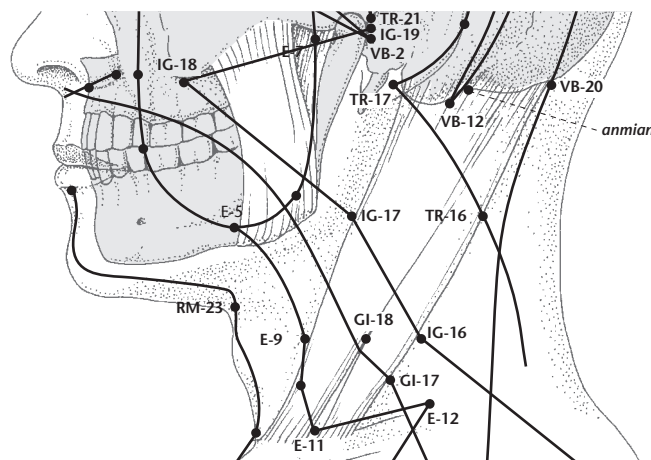 TR-21
IG-19
E-7
VB-2
IG-18
TR-17
VB-20
VB-12
anmian
E-5
IG-17
TR-16
RM-23
GI-18
E-9
IG-16
GI-17
E-12
E-11